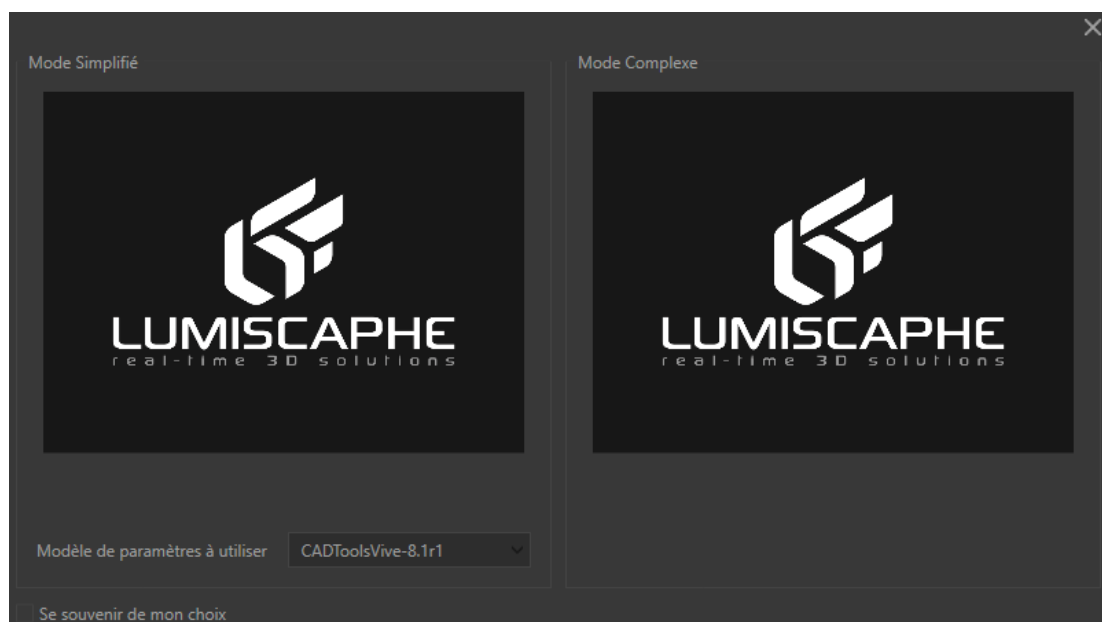 Mode Simplifié
LUMISCAPHE
real-time 3D solutions
Modèle de paramètres à utiliser
CADToolsVive-8.1r1
Mode Complexe
LUMISCAPHE
real-time 3D solutions
Se souvenir de mon choix